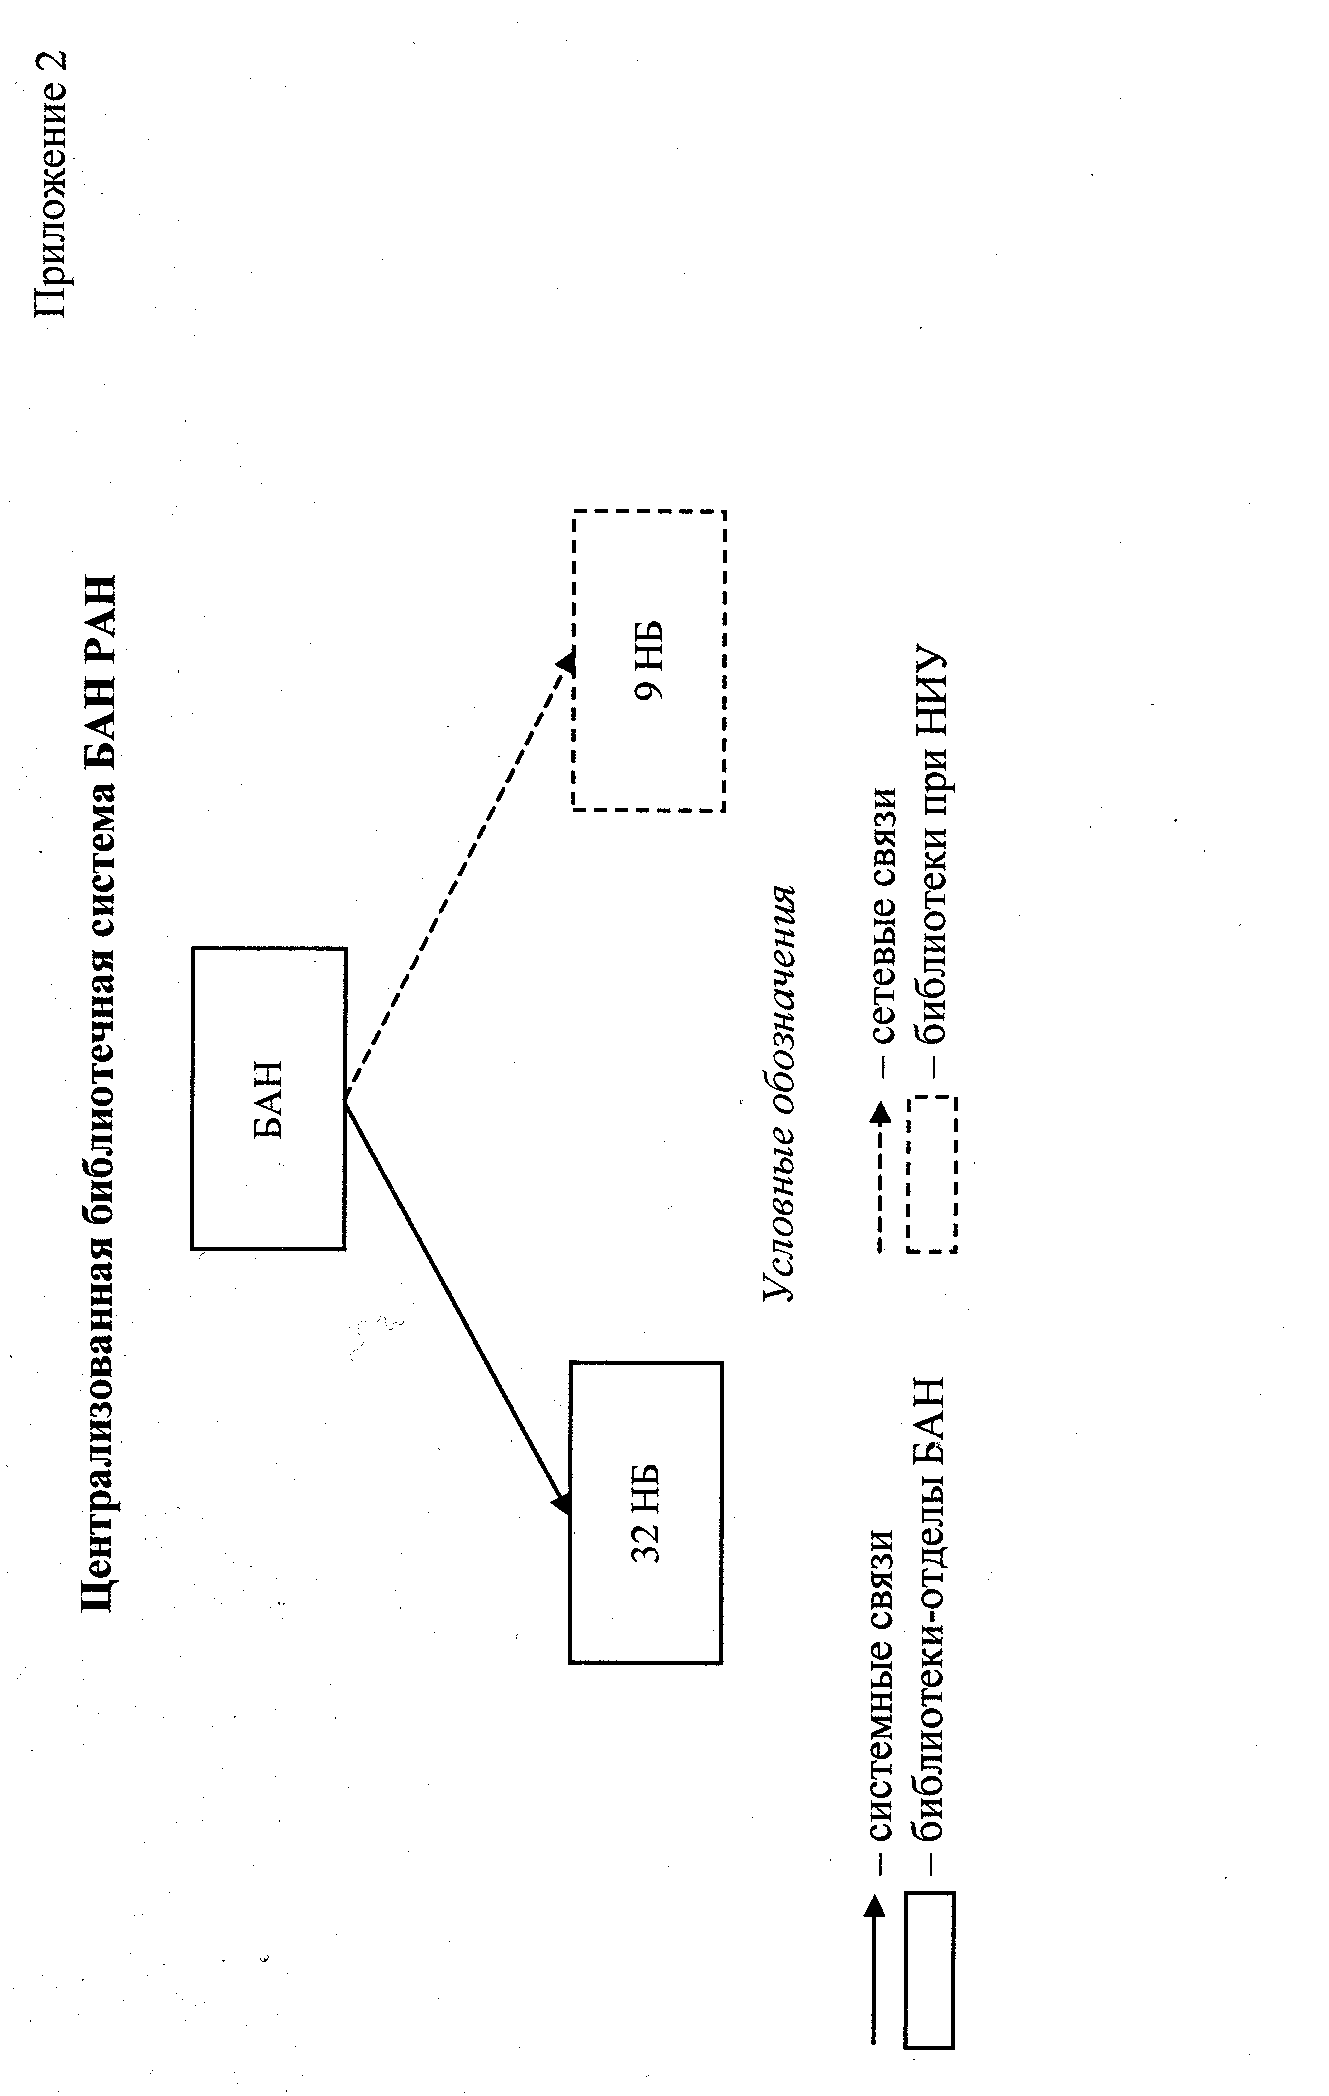 Приложение 2
Централизованная библиотечная система БАН РАН
БАН
32 НБ
9 НБ
Условные обозначения
– системные связи
– библиотеки-отделы БАН
– сетевые связи
– библиотеки при НИУ